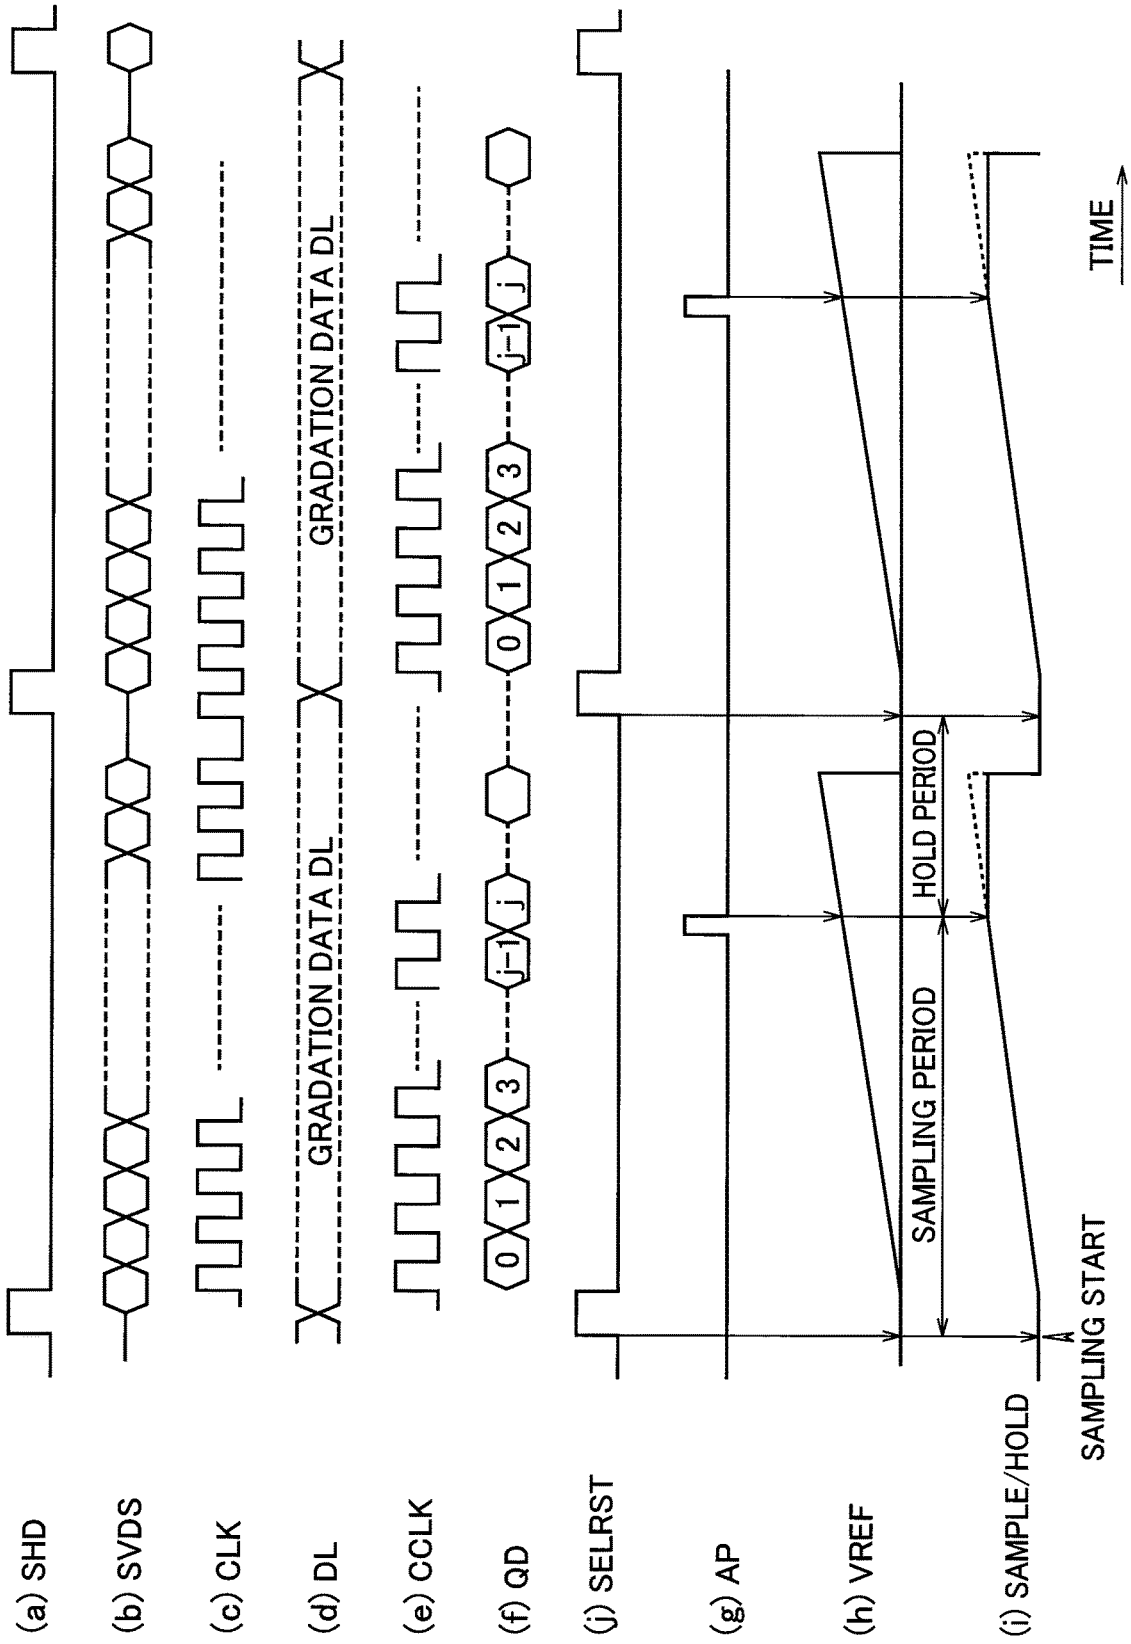 (a) SHD
(b) SVDS
(c) CLK
(d) DL
GRADATION DATA DL
GRADATION DATA DL
(e) CCLK
(f) QD
0 1 2 3 j-1 j
0 1 2 3 j-1 j
(j) SELRST
(g) AP
(h) VREF
SAMPLING PERIOD
HOLD PERIOD
(i) SAMPLE/HOLD
SAMPLING START
TIME